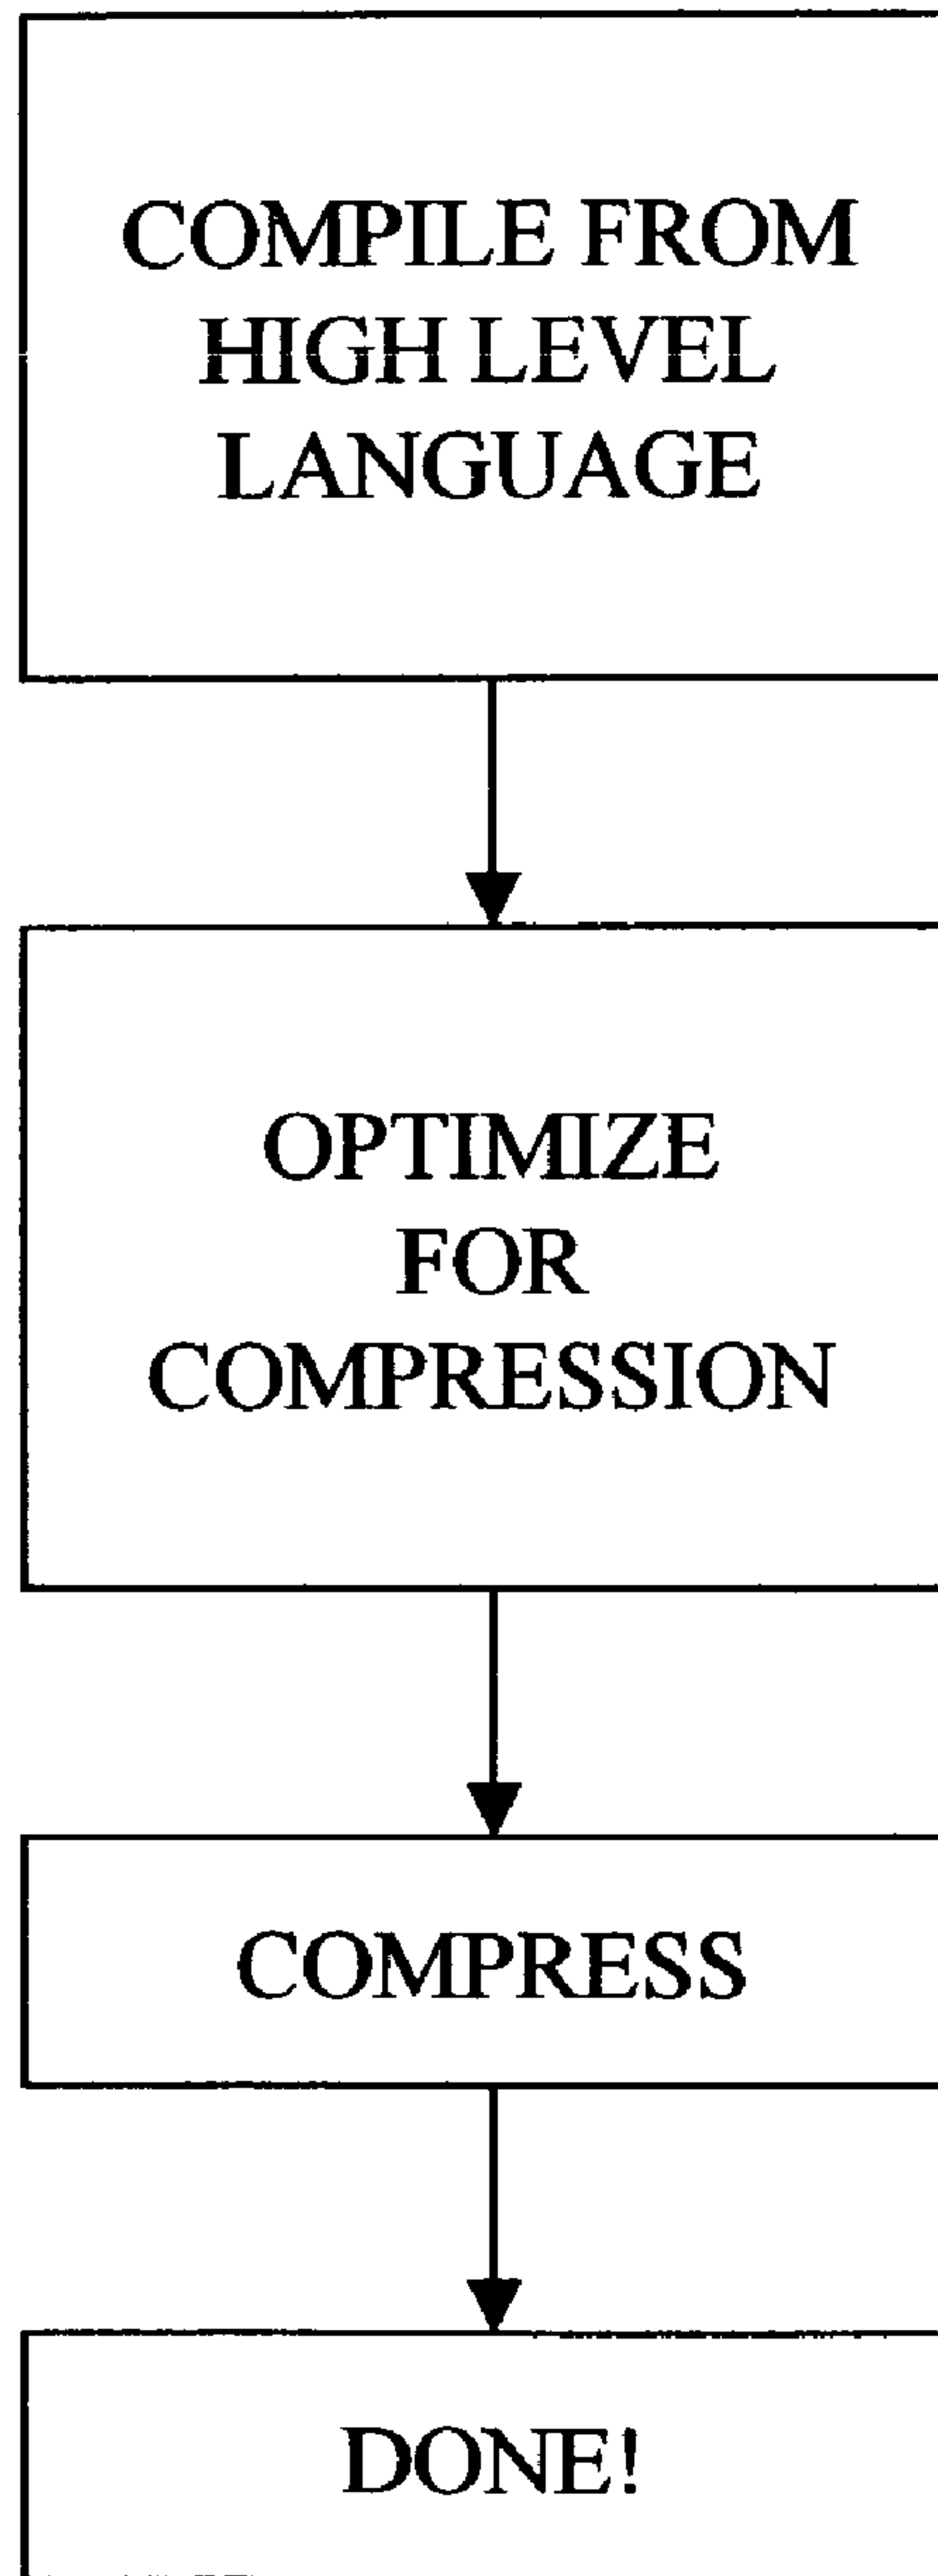 COMPILE FROM
HIGH LEVEL
LANGUAGE
OPTIMIZE
FOR
COMPRESSION
COMPRESS
DONE!